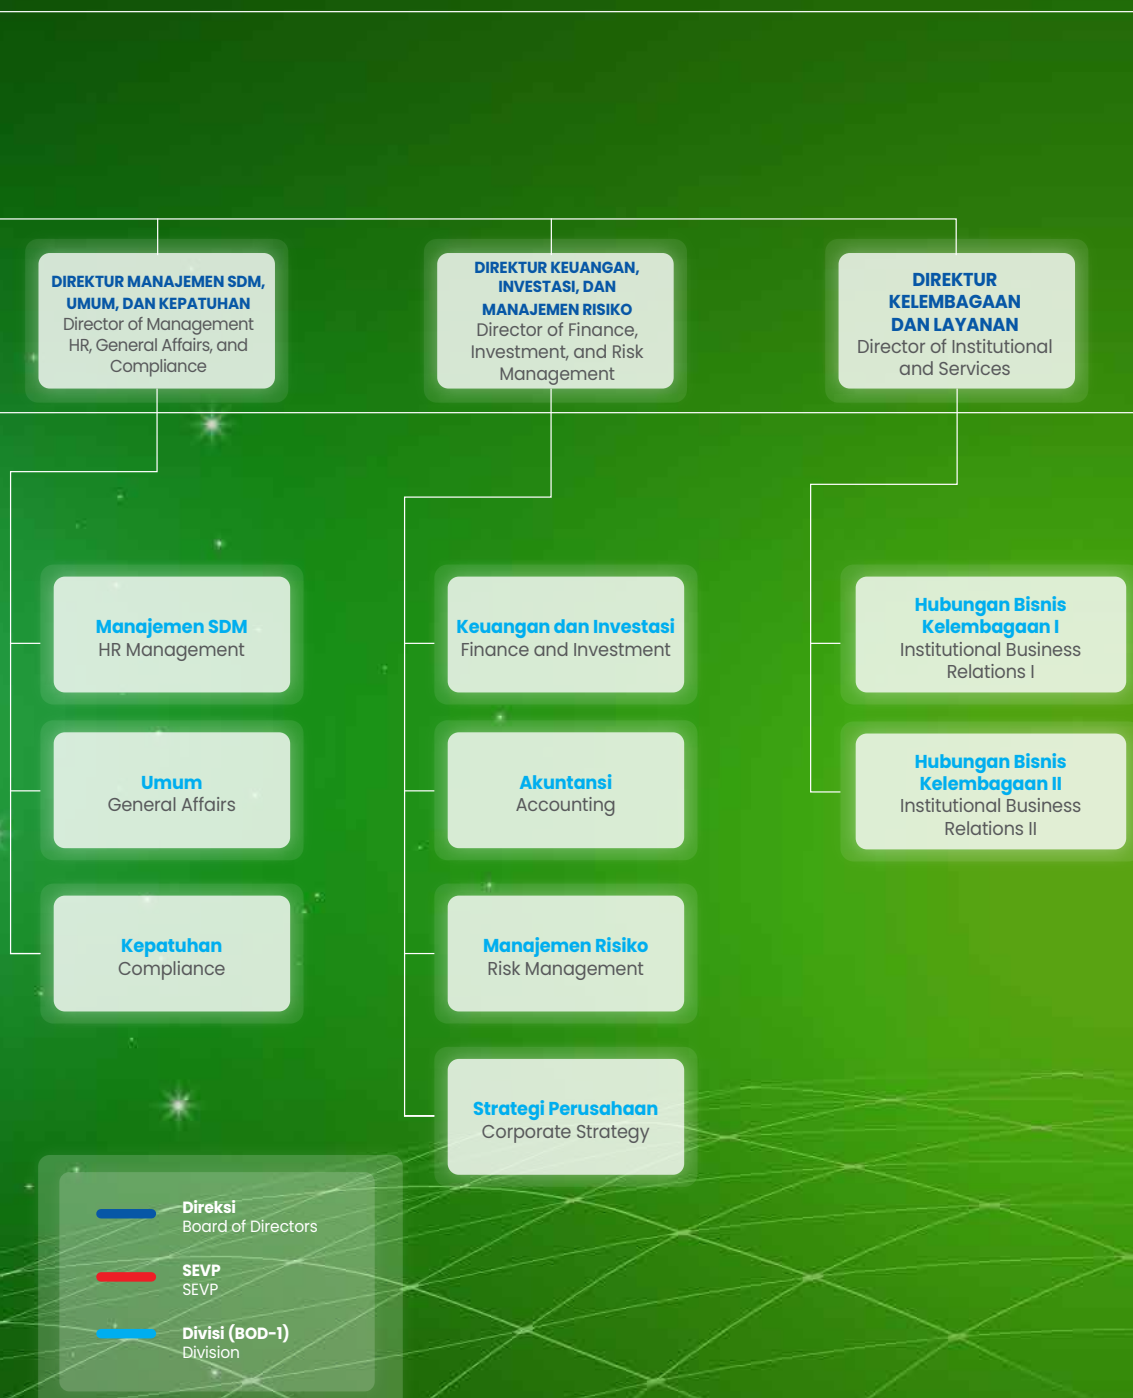 DIREKTUR MANAJEMEN SDM,
UMUM, DAN KEPATUHAN
Director of Management
HR, General Affairs, and
Compliance
DIREKTUR KEUANGAN,
INVESTASI, DAN
MANAJEMEN RISIKO
Director of Finance,
Investment, and Risk
Management
DIREKTUR
KELEMBAGAAN
DAN LAYANAN
Director of Institutional
and Services
Manajemen SDM
HR Management
Umum
General Affairs
Kepatuhan
Compliance
Keuangan dan Investasi
Finance and Investment
Akuntansi
Accounting
Manajemen Risiko
Risk Management
Strategi Perusahaan
Corporate Strategy
Hubungan Bisnis
Kelembagaan I
Institutional Business
Relations I
Hubungan Bisnis
Kelembagaan II
Institutional Business
Relations II
Direksi
Board of Directors
SEVP
SEVP
Divisi (BOD-1)
Division